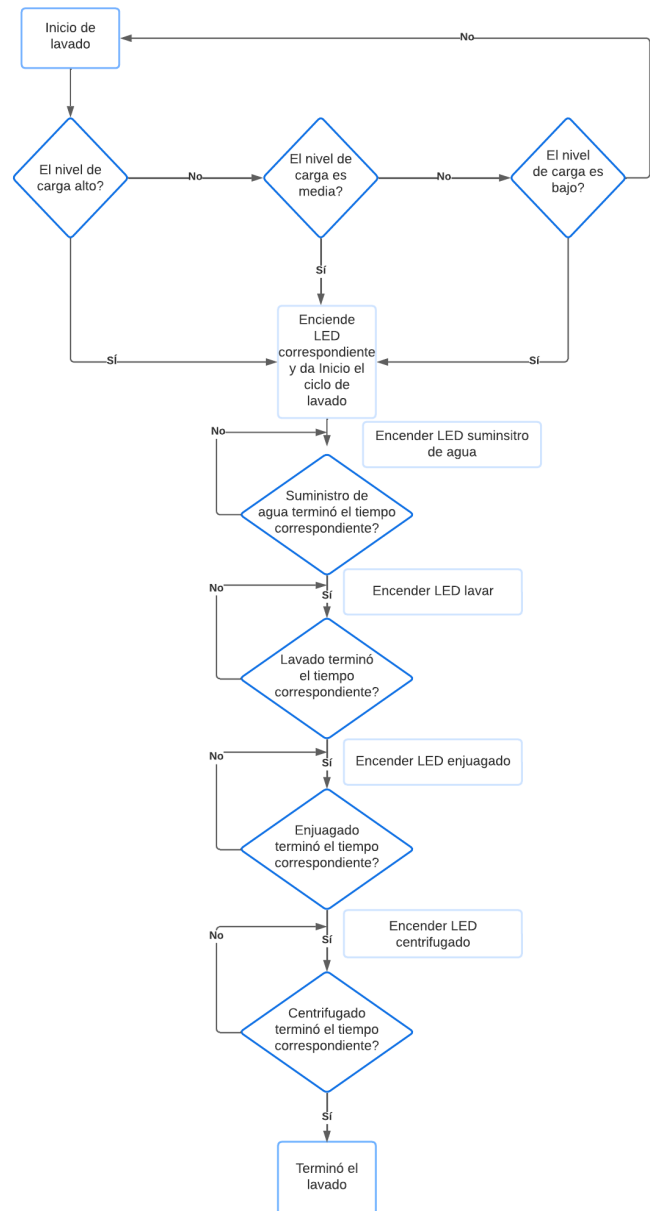 Inicio de
lavado
No
El nivel de
carga alto?
No
El nivel de
carga es
media?
No
El nivel
de carga es
bajo?
Sí
SÍ
Enciende
LED
correspondiente
y da Inicio el
ciclo de
lavado
Sí
No
Encender LED suminsitro
de agua
Suministro de
agua terminó el tiempo
correspondiente?
No
Sí
Encender LED lavar
Lavado terminó
el tiempo
correspondiente?
No
Sí
Encender LED enjuagado
Enjuagado
terminó el tiempo
correspondiente?
No
Sí
Encender LED
centrifugado
Centrifugado
terminó el tiempo
correspondiente?
Sí
Terminó el
lavado